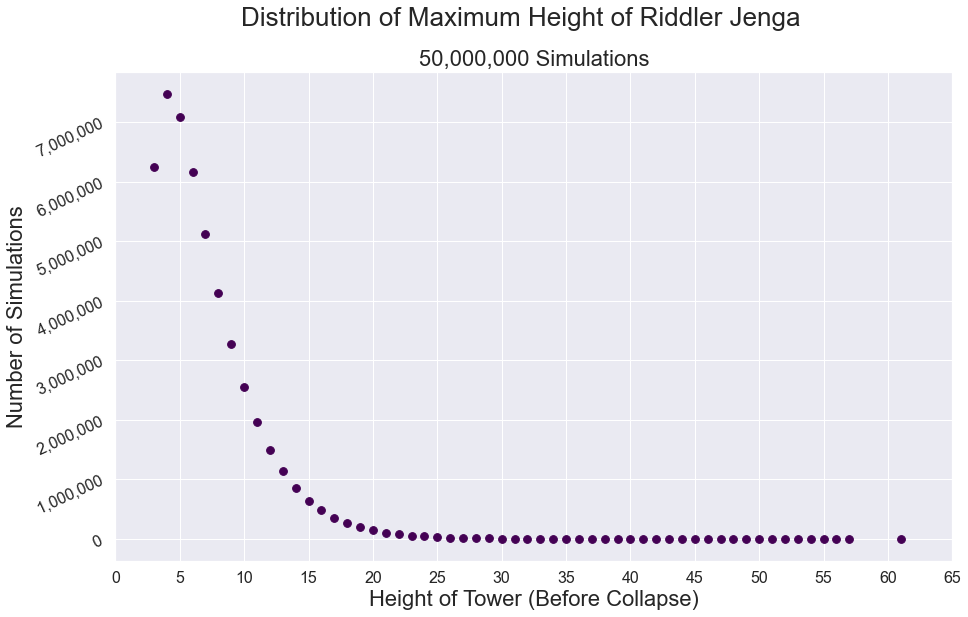 Distribution of Maximum Height of Riddler Jenga
50,000,000 Simulations
Number of Simulations
7,000,000
6,000,000
5,000,000
4,000,000
3,000,000
2,000,000
1,000,000
0
0 5 10 15 20 25 30 35 40 45 50 55 60 65
Height of Tower (Before Collapse)